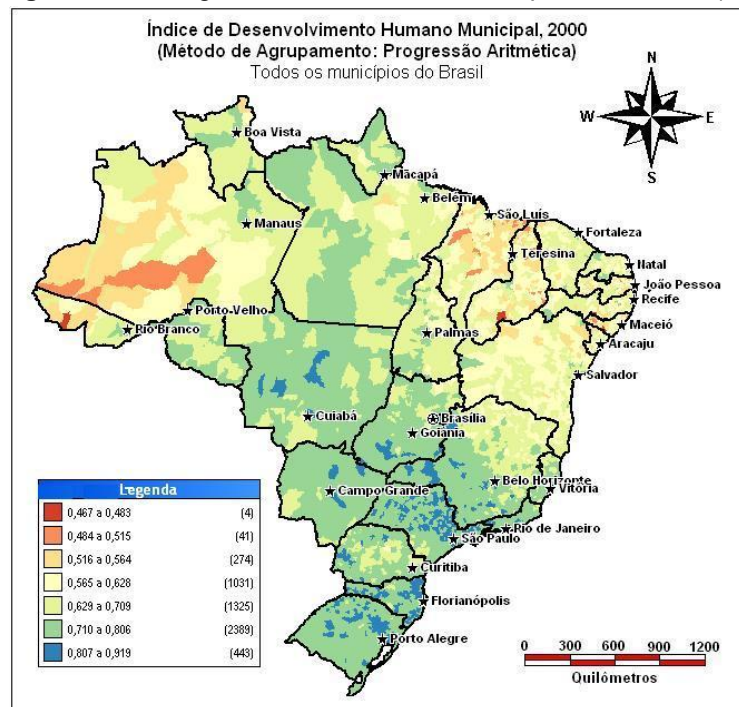 Índice de Desenvolvimento Humano Municipal, 2000
(Método de Agrupamento: Progressão Aritmética)
Todos os municípios do Brasil
N
W
E
S
Boa Vista
Macapá
Belém
São Luís
Manaus
Fortaleza
Teresina
Natal
João Pessoa
Recife
Porto Velho
Maceió
Rio Branco
Palmas
Aracaju
Salvador
Cuiabá
Brasília
Goiânia
Belo Horizonte
Vitória
Campo Grande
Rio de Janeiro
São Paulo
Curitiba
Florianópolis
Porto Alegre
Legenda
0,467 a 0,483 (4)
0,484 a 0,515 (41)
0,516 a 0,564 (274)
0,565 a 0,628 (1031)
0,629 a 0,709 (1325)
0,710 a 0,806 (2389)
0,807 a 0,919 (443)
0 300 600 900 1200
Quilómetros